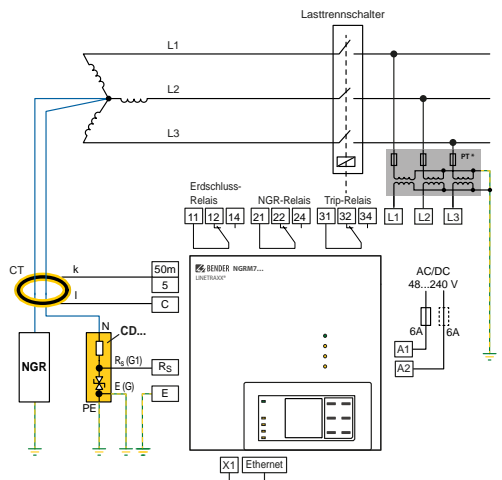 Lasttrennschalter
L1
L2
L3
PT *
Erdschluss-
Relais
NGR-Relais
Trip-Relais
11 12 14
21 22 24
31 32 34
L1 L2 L3
CT
k
50m
5
l
C
BENDER NGRM7...
LINETRAXX®
AC/DC
48...240 V
6A
6A
A1
A2
N
CD...
NGR
RS (G1)
RS
E (G)
E
PE
X1
Ethernet